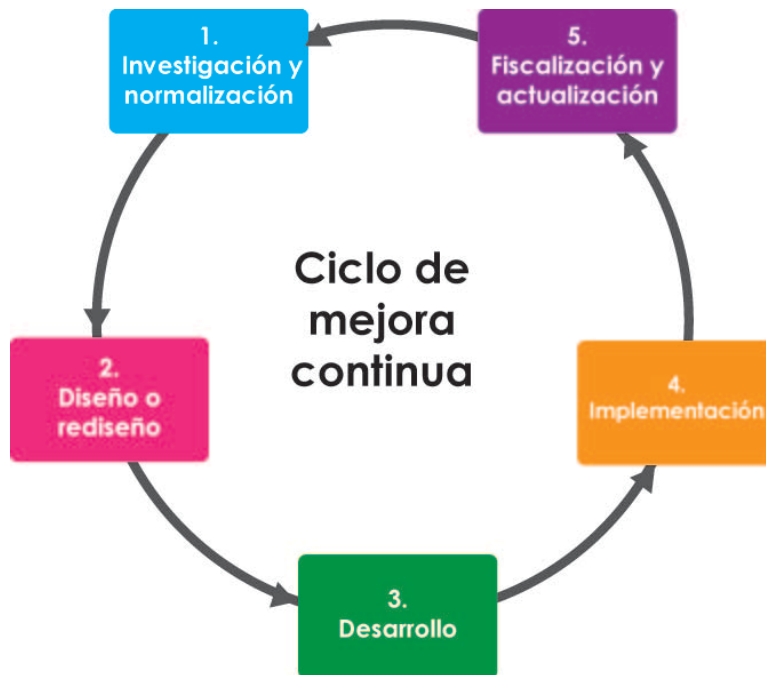 1.
Investigación y
normalización
5.
Fiscalización y
actualización
Ciclo de
mejora
continua
2.
Diseño o
rediseño
4.
Implementación
3.
Desarrollo